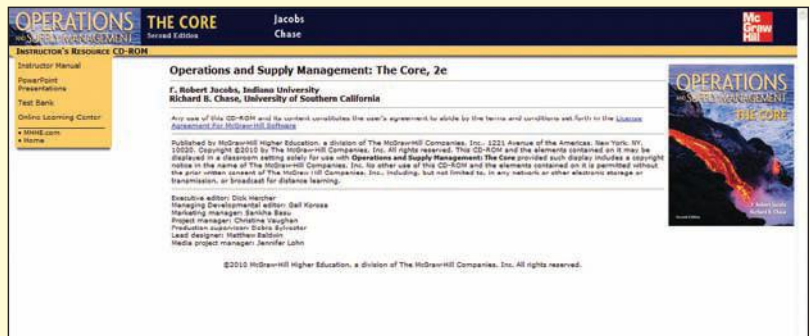 OPERATIONS
AND SUPPLY MANAGEMENT
THE CORE
Second Edition
Jacobs
Chase
Mc
Graw
Hill
INSTRUCTOR'S RESOURCE CD-ROM
Instructor Manual
PowerPoint
Presentations
Test Bank
Online Learning Center
• MHHE.com
• Home
Operations and Supply Management: The Core, 2e
F. Robert Jacobs, Indiana University
Richard B. Chase, University of Southern California
Any use of this CD-ROM and its content constitutes the user's agreement to abide by the terms and conditions set forth in the License
Agreement For McGraw-Hill Software
Published by McGraw-Hill Higher Education, a division of The McGraw-Hill Companies, Inc., 1221 Avenue of the Americas, New York, NY,
10020. Copyright ©2010 by The McGraw-Hill Companies, Inc. All rights reserved. This CD-ROM and the elements contained on it may be
displayed in a classroom setting solely for use with Operations and Supply Management: The Core provided such display includes a copyright
notice in the name of The McGraw-Hill Companies, Inc. No other use of this CD-ROM and the elements contained on it is permitted without
the prior written consent of The McGraw-Hill Companies, Inc., including, but not limited to, in any network or other electronic storage or
transmission, or broadcast for distance learning.
Executive editor: Dick Hercher
Managing Developmental editor: Gail Korosa
Marketing manager: Sankha Basu
Project manager: Christine Vaughan
Production supervisor: Debra Sylvester
Lead designer: Matthew Baldwin
Media project manager: Jennifer Lohn
©2010 McGraw-Hill Higher Education, a division of The McGraw-Hill Companies, Inc. All rights reserved.
OPERATIONS
AND SUPPLY MANAGEMENT
THE CORE
F. Robert Jacobs
Richard B. Chase
Second Edition